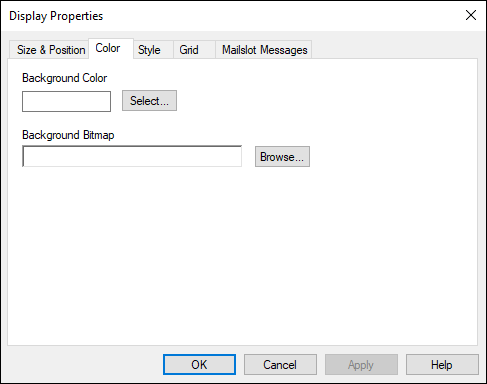 Display Properties
Size & Position Color Style Grid Mailslot Messages
Background Color
Select...
Background Bitmap
Browse...
OK Cancel Apply Help